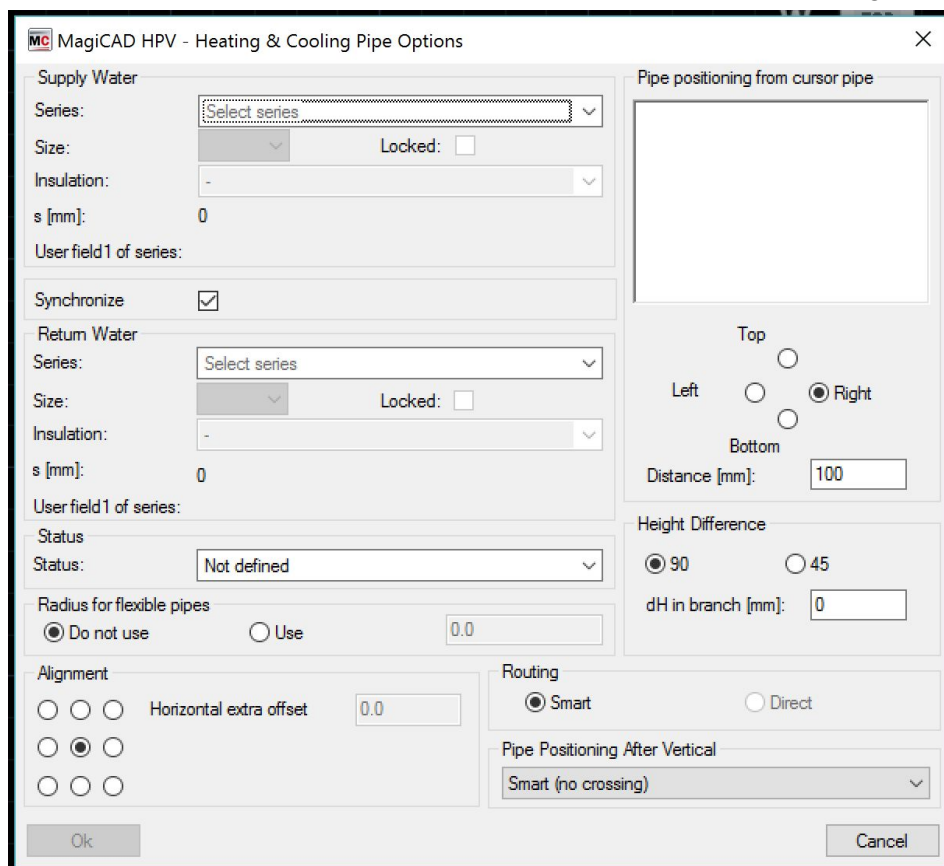 MC MagiCAD HPV - Heating & Cooling Pipe Options
Supply Water
Series: Select series
Size: Locked:
Insulation: -
s [mm]: 0
User field1 of series:
Synchronize
Return Water
Series: Select series
Size: Locked:
Insulation: -
s [mm]: 0
User field1 of series:
Status
Status: Not defined
Radius for flexible pipes
Do not use Use 0.0
Alignment
Horizontal extra offset 0.0
Pipe positioning from cursor pipe
Top
Left Right
Bottom
Distance [mm]: 100
Height Difference
90 45
dH in branch [mm]: 0
Routing
Smart Direct
Pipe Positioning After Vertical
Smart (no crossing)
Ok Cancel